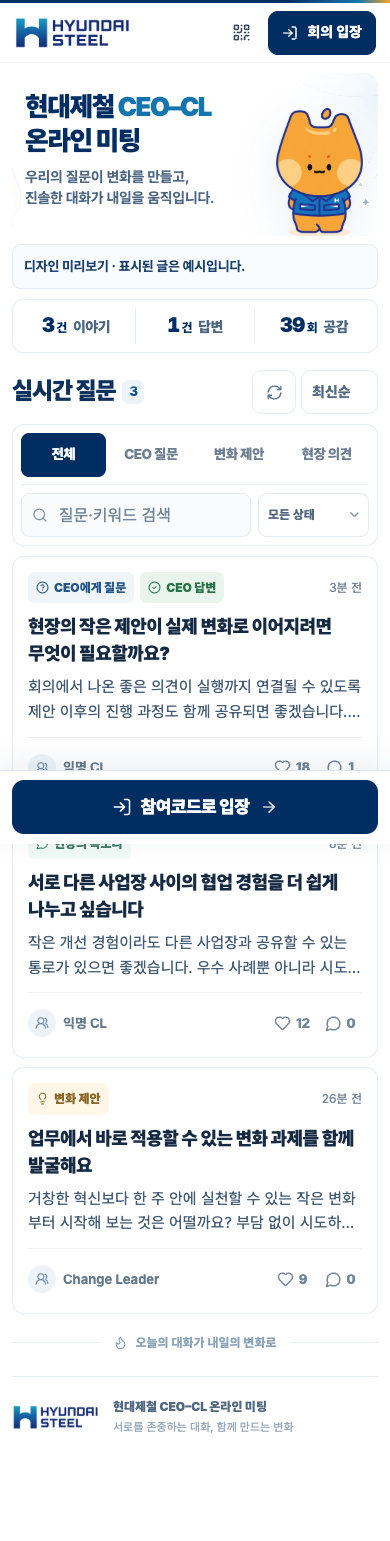 HYUNDAI
STEEL
회의 입장
현대제철 CEO–CL
온라인 미팅
우리의 질문이 변화를 만들고,
진솔한 대화가 내일을 움직입니다.
디자인 미리보기 · 표시된 글은 예시입니다.
3건 이야기
1건 답변
39회 공감
실시간 질문 3
최신순
전체
CEO 질문
변화 제안
현장 의견
질문·키워드 검색
모든 상태
CEO에게 질문
CEO 답변
3분 전
현장의 작은 제안이 실제 변화로 이어지려면
무엇이 필요할까요?
회의에서 나온 좋은 의견이 실행까지 연결될 수 있도록
제안 이후의 진행 과정도 함께 공유되면 좋겠습니다....
익명 CL
18
1
참여코드로 입장
서로 다른 사업장 사이의 협업 경험을 더 쉽게
나누고 싶습니다
작은 개선 경험이라도 다른 사업장과 공유할 수 있는
통로가 있으면 좋겠습니다. 우수 사례뿐 아니라 시도...
익명 CL
12
0
변화 제안
26분 전
업무에서 바로 적용할 수 있는 변화 과제를 함께
발굴해요
거창한 혁신보다 한 주 안에 실천할 수 있는 작은 변화
부터 시작해 보는 것은 어떨까요? 부담 없이 시도하...
Change Leader
9
0
오늘의 대화가 내일의 변화로
HYUNDAI
STEEL
현대제철 CEO–CL 온라인 미팅
서로를 존중하는 대화, 함께 만드는 변화